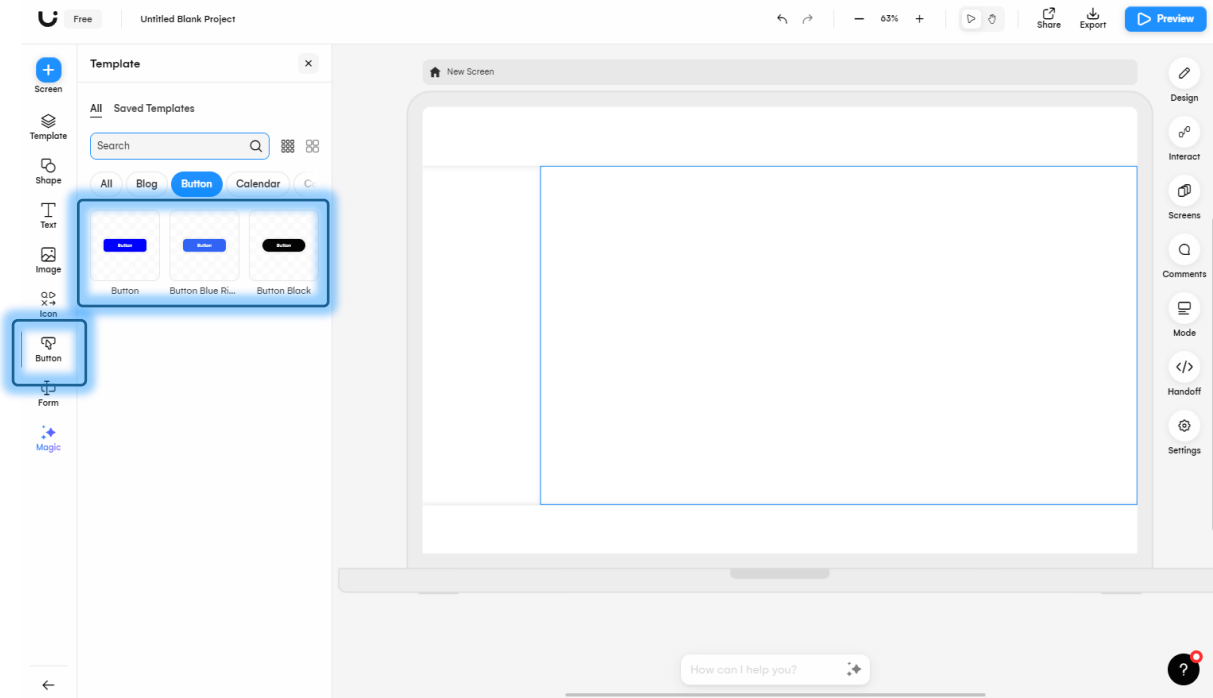 Free
Untitled Blank Project
63%
Share
Export
Preview
Screen
Template
Shape
Text
Image
Icon
Button
Form
Magic
Template
All Saved Templates
Search
All Blog Button Calendar
Button Button Button
Button Button Blue Ri... Button Black
New Screen
Design
Interact
Screens
Comments
Mode
Handoff
Settings
How can I help you?
?